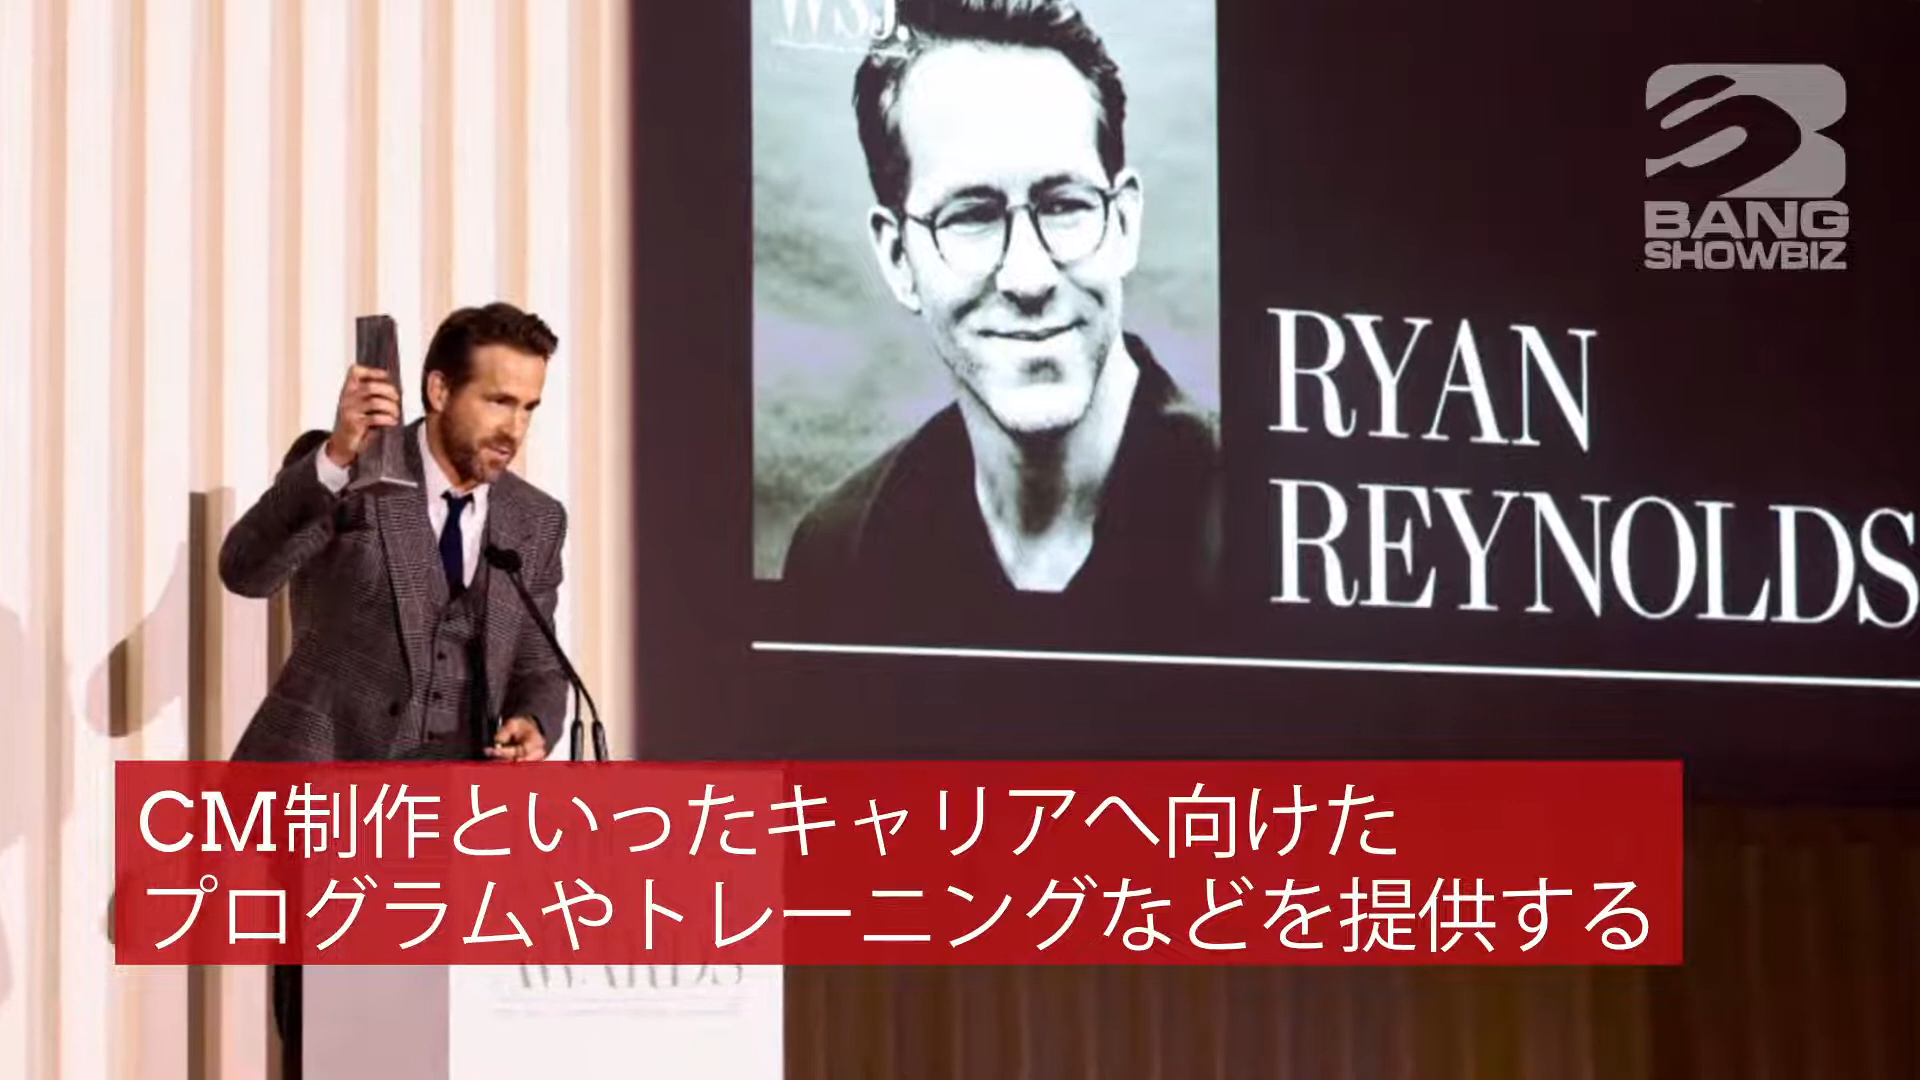 WSJ.
BANG
SHOWBIZ
RYAN
REYNOLDS
CM制作といったキャリアへ向けた
プログラムやトレーニングなどを提供する
AWARDS